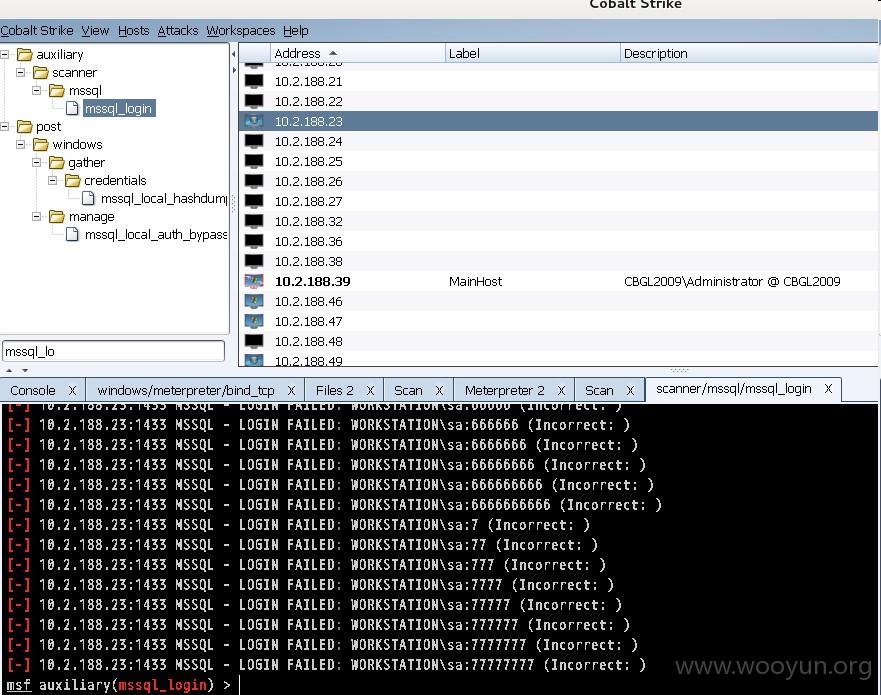 Cobalt Strike
Cobalt Strike View Hosts Attacks Workspaces Help
auxiliary
scanner
mssql
mssql_login
post
windows
gather
credentials
mssql_local_hashdump
manage
mssql_local_auth_bypass
mssql_lo
Address Label Description
10.2.188.20
10.2.188.21
10.2.188.22
10.2.188.23
10.2.188.24
10.2.188.25
10.2.188.26
10.2.188.27
10.2.188.32
10.2.188.36
10.2.188.38
10.2.188.39 MainHost CBGL2009\Administrator @ CBGL2009
10.2.188.46
10.2.188.47
10.2.188.48
10.2.188.49
Console X windows/meterpreter/bind_tcp X Files 2 X Scan X Meterpreter 2 X Scan X scanner/mssql/mssql_login X
[-] 10.2.188.23:1433 MSSQL - LOGIN FAILED: WORKSTATION\sa:66666 (Incorrect: )
[-] 10.2.188.23:1433 MSSQL - LOGIN FAILED: WORKSTATION\sa:666666 (Incorrect: )
[-] 10.2.188.23:1433 MSSQL - LOGIN FAILED: WORKSTATION\sa:6666666 (Incorrect: )
[-] 10.2.188.23:1433 MSSQL - LOGIN FAILED: WORKSTATION\sa:66666666 (Incorrect: )
[-] 10.2.188.23:1433 MSSQL - LOGIN FAILED: WORKSTATION\sa:666666666 (Incorrect: )
[-] 10.2.188.23:1433 MSSQL - LOGIN FAILED: WORKSTATION\sa:6666666666 (Incorrect: )
[-] 10.2.188.23:1433 MSSQL - LOGIN FAILED: WORKSTATION\sa:7 (Incorrect: )
[-] 10.2.188.23:1433 MSSQL - LOGIN FAILED: WORKSTATION\sa:77 (Incorrect: )
[-] 10.2.188.23:1433 MSSQL - LOGIN FAILED: WORKSTATION\sa:777 (Incorrect: )
[-] 10.2.188.23:1433 MSSQL - LOGIN FAILED: WORKSTATION\sa:7777 (Incorrect: )
[-] 10.2.188.23:1433 MSSQL - LOGIN FAILED: WORKSTATION\sa:77777 (Incorrect: )
[-] 10.2.188.23:1433 MSSQL - LOGIN FAILED: WORKSTATION\sa:777777 (Incorrect: )
[-] 10.2.188.23:1433 MSSQL - LOGIN FAILED: WORKSTATION\sa:7777777 (Incorrect: )
[-] 10.2.188.23:1433 MSSQL - LOGIN FAILED: WORKSTATION\sa:77777777 (Incorrect: )
msf auxiliary(mssql_login) >
www.wooyun.org